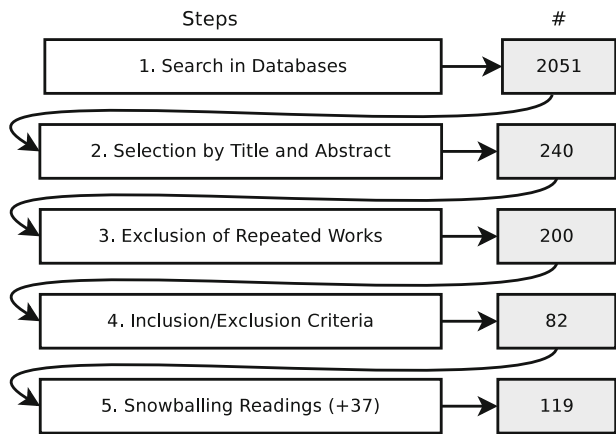 Steps #
1. Search in Databases 2051
2. Selection by Title and Abstract 240
3. Exclusion of Repeated Works 200
4. Inclusion/Exclusion Criteria 82
5. Snowballing Readings (+37) 119